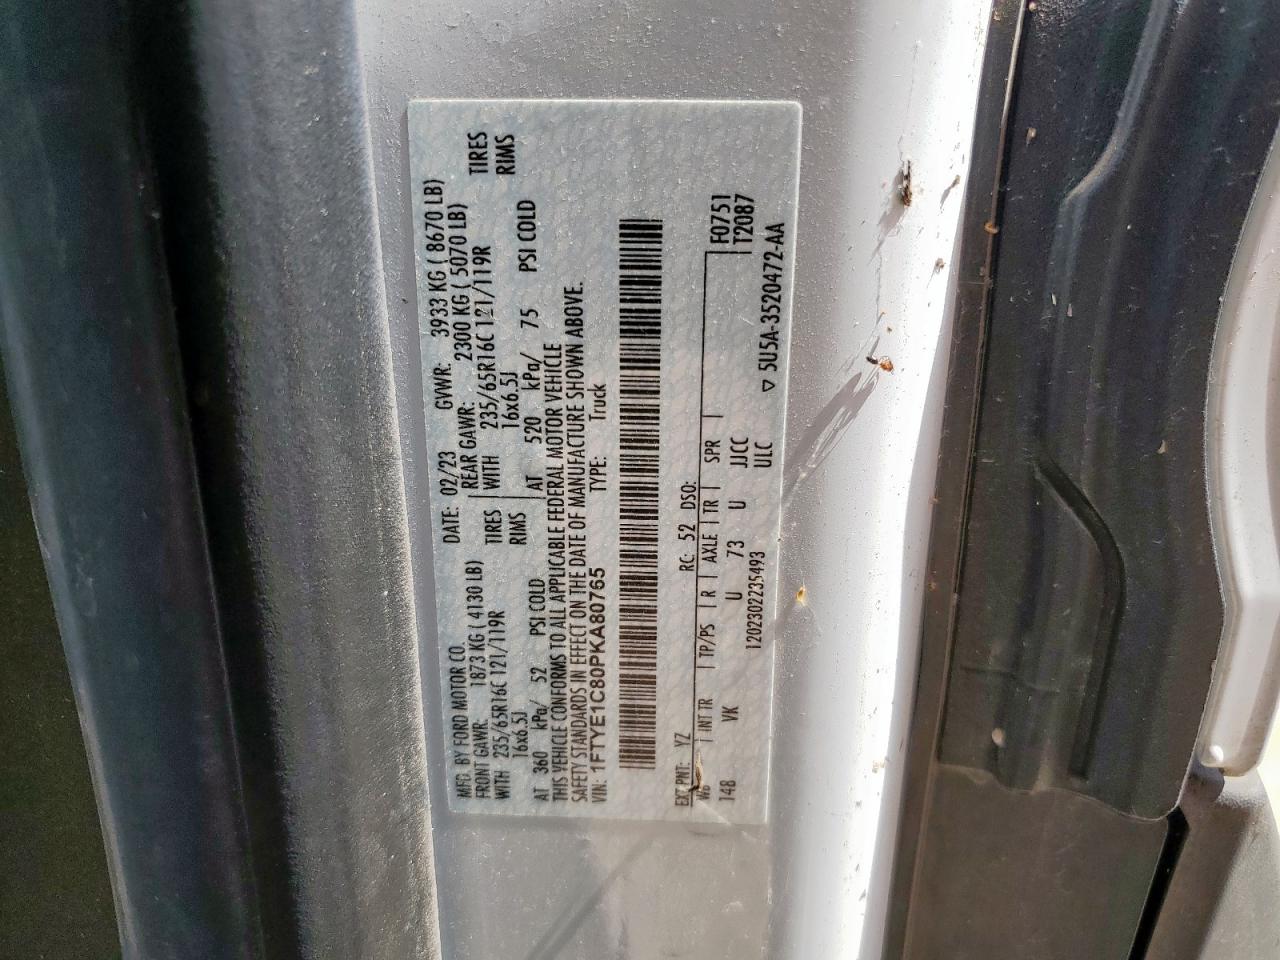 MFD. BY FORD MOTOR CO.
DATE: 02/23 GVWR: 3933 KG ( 8670 LB)
FRONT GAWR: 1873 KG ( 4130 LB)
REAR GAWR: 2300 KG ( 5070 LB)
WITH 235/65R16C 121/119R TIRES
WITH 235/65R16C 121/119R TIRES
16x6.5J RIMS
16x6.5J RIMS
AT 360 kPa/ 52 PSI COLD
AT 520 kPa/ 75 PSI COLD
THIS VEHICLE CONFORMS TO ALL APPLICABLE FEDERAL MOTOR VEHICLE
SAFETY STANDARDS IN EFFECT ON THE DATE OF MANUFACTURE SHOWN ABOVE.
VIN: 1FTYE1C80PKA80765 TYPE: Truck
EXT PNT: YZ RC: 52 DSO:
WB | INT TR | TP/PS | R | AXLE | TR | SPR | F0751
148 VK U 73 U JJCC T2087
1202302235493 ULC
▽ 5U5A-3520472-AA